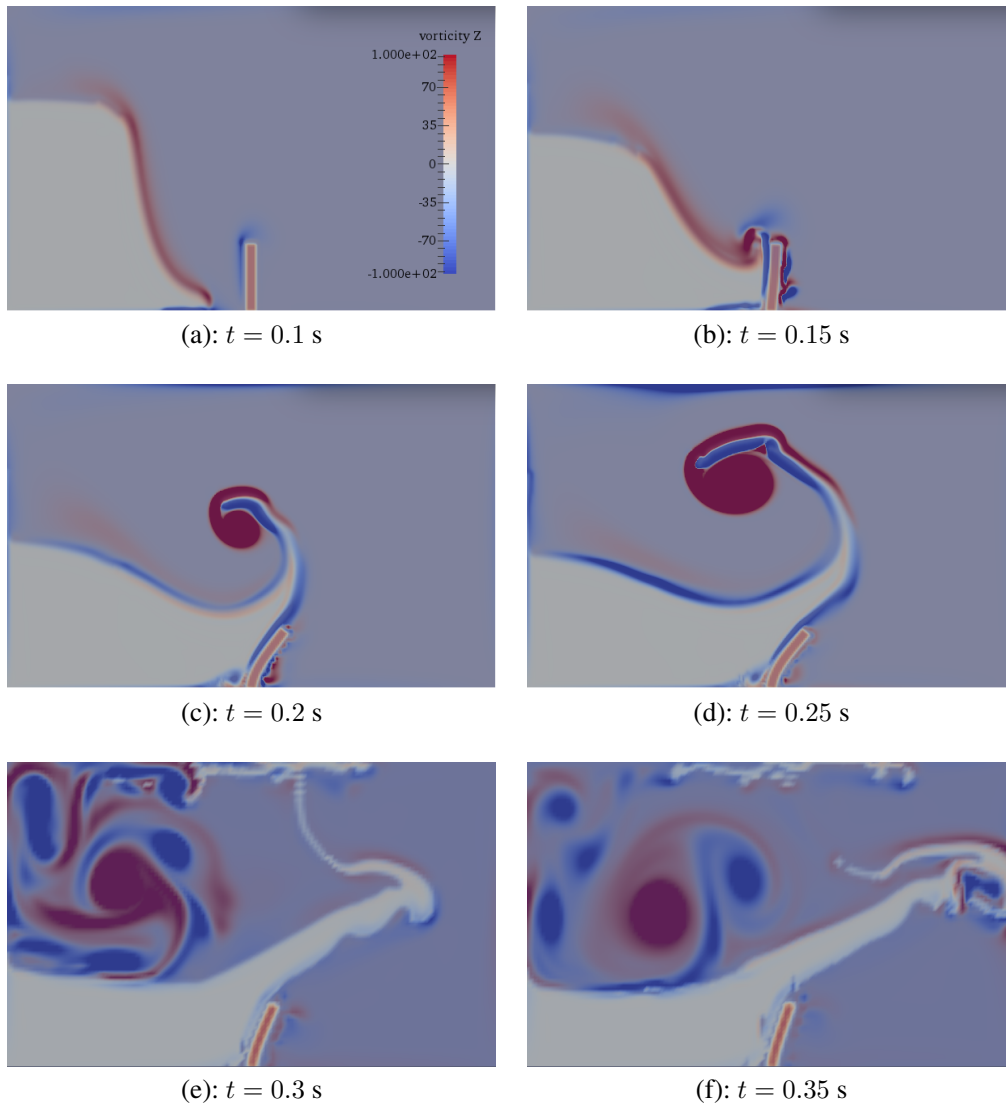 vorticity Z
1.000e+02
70
35
0
-35
-70
-1.000e+02
(a): t = 0.1 s
(b): t = 0.15 s
(c): t = 0.2 s
(d): t = 0.25 s
(e): t = 0.3 s
(f): t = 0.35 s